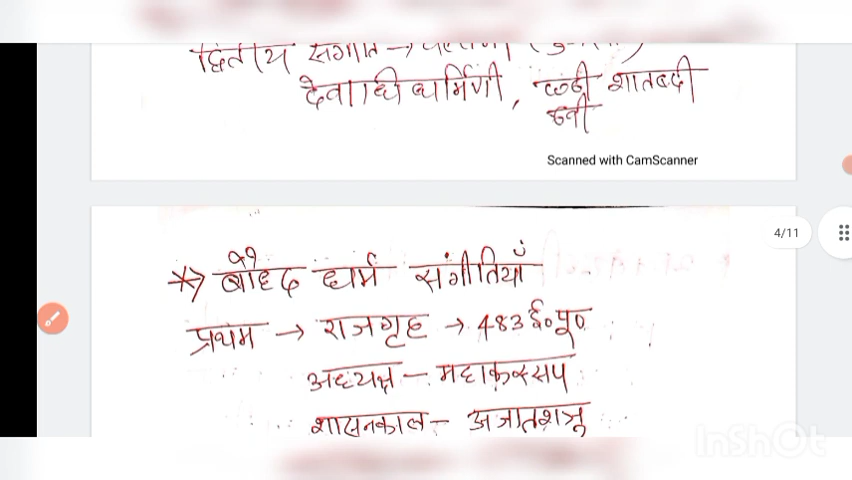 द्वितीय संगीत →
देवाधि धर्मिणी, छठी शातबदी
Scanned with CamScanner
4/11
* बौद्द धार्म संगीतियाँ
प्रथम → राजगृह → 483 ई०पू०
अध्यक्ष – महाकस्सप
शासनकाल – अजातशत्रु
InShOt